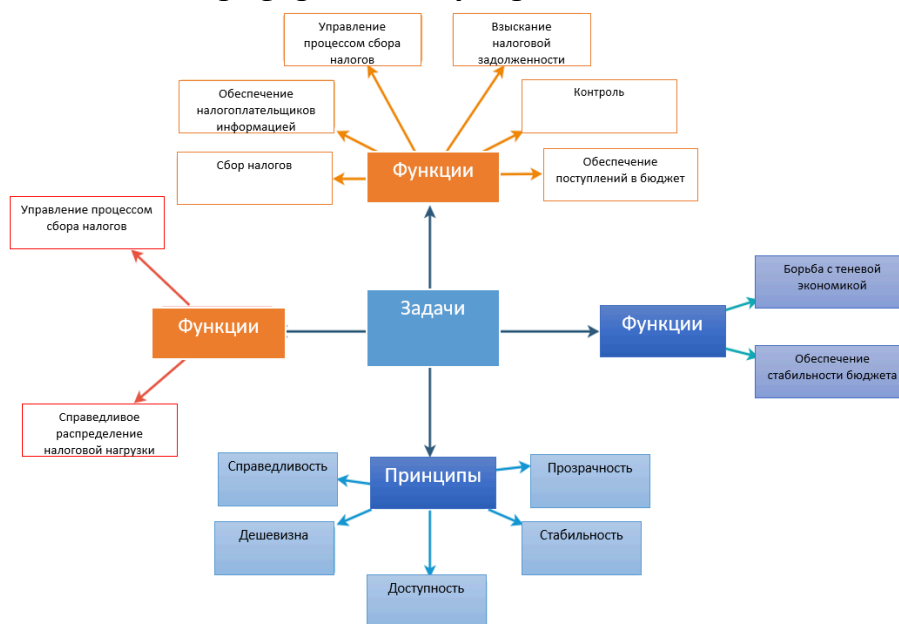 Управление
процессом сбора
налогов
Взыскание
налоговой
задолженности
Обеспечение
налогоплательщиков
информацией
Контроль
Сбор налогов
Функции
Обеспечение
поступлений в бюджет
Управление процессом
сбора налогов
Борьба с теневой
экономикой
Функции
Задачи
Функции
Обеспечение
стабильности бюджета
Справедливое
распределение
налоговой нагрузки
Справедливость
Принципы
Прозрачность
Дешевизна
Стабильность
Доступность